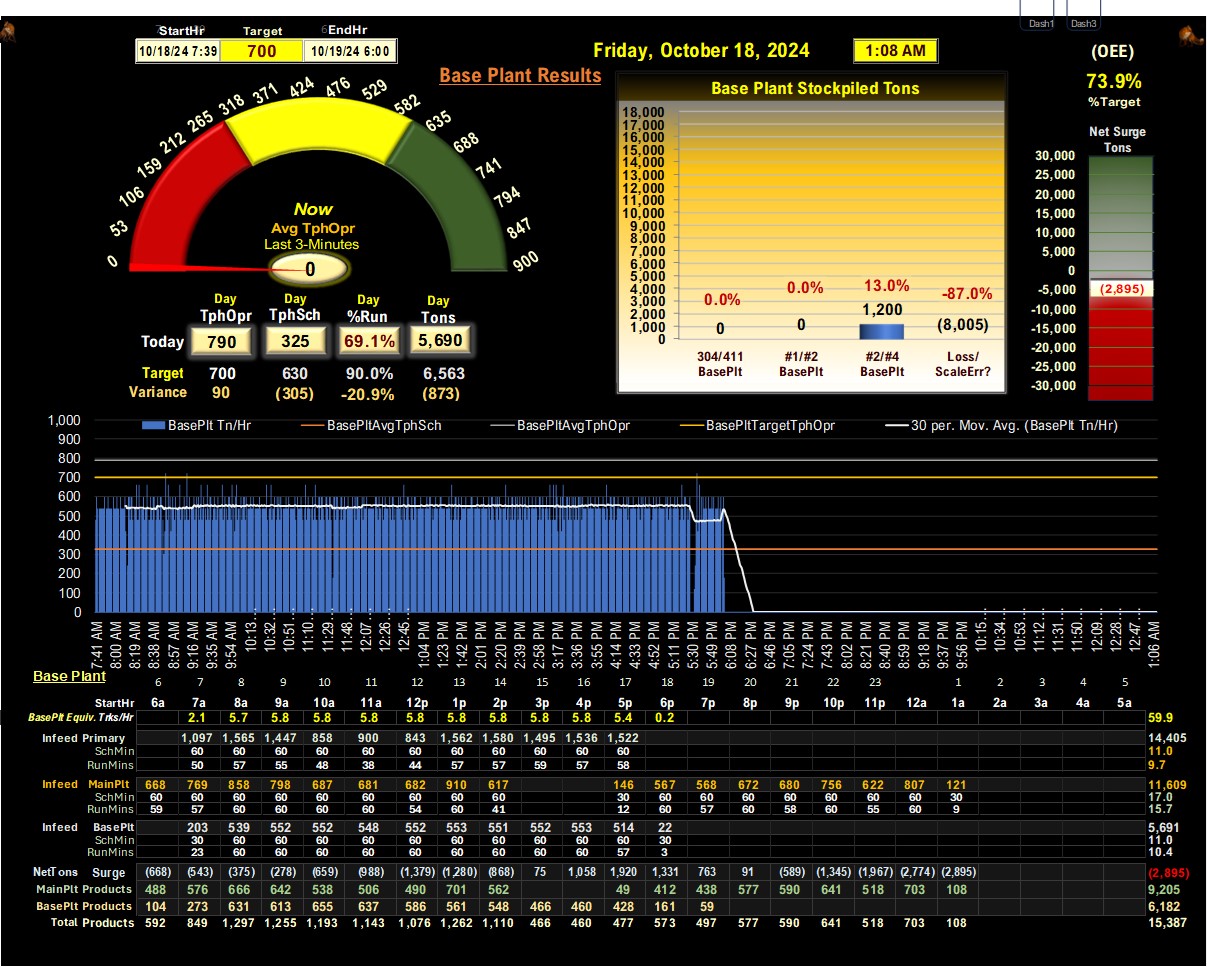 Dash1 Dash3
StartHr Target EndHr
10/18/24 7:39 700 10/19/24 6:00
Friday, October 18, 2024 1:08 AM
Base Plant Results
(OEE)
73.9%
%Target
Net Surge
Tons
30,000
25,000
20,000
15,000
10,000
5,000
0
-5,000
-10,000
-15,000
-20,000
-25,000
-30,000
(2,895)
0 53 106 159 212 265 318 371 424 476 529 582 635 688 741 794 847 900
Now
Avg TphOpr
Last 3-Minutes
0
Day Day Day Day
TphOpr TphSch %Run Tons
Today 790 325 69.1% 5,690
Target 700 630 90.0% 6,563
Variance 90 (305) -20.9% (873)
Base Plant Stockpiled Tons
18,000
17,000
16,000
15,000
14,000
13,000
12,000
11,000
10,000
9,000
8,000
7,000
6,000
5,000
4,000
3,000
2,000
1,000
0
0.0% 0.0% 13.0% -87.0%
0 0 1,200 (8,005)
304/411 #1/#2 #2/#4 Loss/
BasePlt BasePlt BasePlt ScaleErr?
BasePlt Tn/Hr BasePltAvgTphSch BasePltAvgTphOpr BasePltTargetTphOpr 30 per. Mov. Avg. (BasePlt Tn/Hr)
1,000
900
800
700
600
500
400
300
200
100
0
7:41 AM 8:00 AM 8:19 AM 8:38 AM 8:57 AM 9:16 AM 9:35 AM 9:54 AM 10:13... 10:32... 10:51... 11:10... 11:29... 11:48... 12:07... 12:26... 12:45... 1:04 PM 1:23 PM 1:42 PM 2:01 PM 2:20 PM 2:39 PM 2:58 PM 3:17 PM 3:36 PM 3:55 PM 4:14 PM 4:33 PM 4:52 PM 5:11 PM 5:30 PM 5:49 PM 6:08 PM 6:27 PM 6:46 PM 7:05 PM 7:24 PM 7:43 PM 8:02 PM 8:21 PM 8:40 PM 8:59 PM 9:18 PM 9:37 PM 9:56 PM 10:15... 10:34... 10:53... 11:12... 11:31... 11:50... 12:09... 12:28... 12:47... 1:06 AM
Base Plant
6 7 8 9 10 11 12 13 14 15 16 17 18 19 20 21 22 23 1 2 3 4 5
StartHr 6a 7a 8a 9a 10a 11a 12p 1p 2p 3p 4p 5p 6p 7p 8p 9p 10p 11p 12a 1a 2a 3a 4a 5a
BasePlt Equiv. Trks/Hr 2.1 5.7 5.8 5.8 5.8 5.8 5.8 5.8 5.8 5.8 5.4 0.2 59.9
Infeed Primary 1,097 1,565 1,447 858 900 843 1,562 1,580 1,495 1,536 1,522 14,405
SchMin 60 60 60 60 60 60 60 60 60 60 60 11.0
RunMins 50 57 55 48 38 44 57 57 59 57 58 9.7
Infeed MainPlt 668 769 858 798 687 681 682 910 617 146 567 568 672 680 756 622 807 121 11,609
SchMin 60 60 60 60 60 60 60 60 60 30 60 60 60 60 60 60 60 30 17.0
RunMins 59 57 60 60 60 60 54 60 41 12 60 57 60 58 60 55 60 9 15.7
Infeed BasePlt 203 539 552 552 548 552 553 551 552 553 514 22 5,691
SchMin 30 60 60 60 60 60 60 60 60 60 60 30 11.0
RunMins 23 60 60 60 60 60 60 60 60 60 57 3 10.4
NetTons Surge (668) (543) (375) (278) (659) (988) (1,379) (1,280) (868) 75 1,058 1,920 1,331 763 91 (589) (1,345) (1,967) (2,774) (2,895) (2,895)
MainPlt Products 488 576 666 642 538 506 490 701 562 49 412 438 577 590 641 518 703 108 9,205
BasePlt Products 104 273 631 613 655 637 586 561 548 466 460 428 161 59 6,182
Total Products 592 849 1,297 1,255 1,193 1,143 1,076 1,262 1,110 466 460 477 573 497 577 590 641 518 703 108 15,387